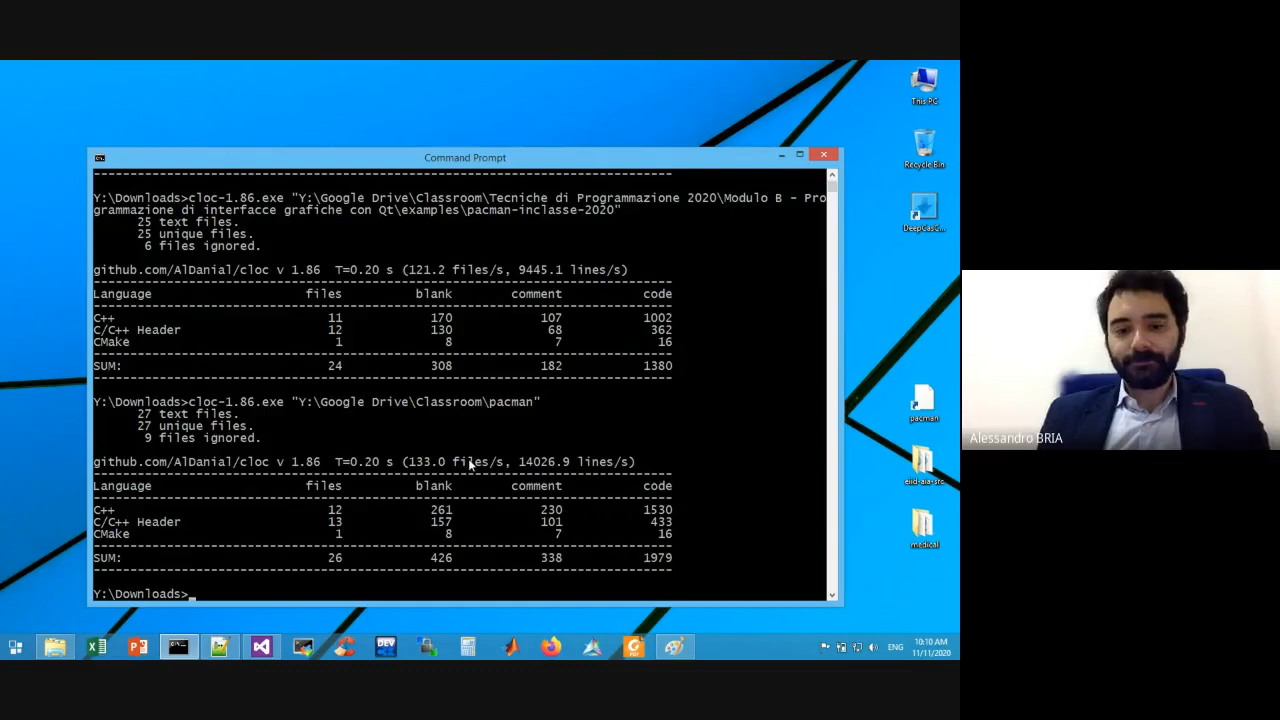 This PC
Recycle Bin
DeepCasC...
Command Prompt
Y:\Downloads>cloc-1.86.exe "Y:\Google Drive\Classroom\Tecniche di Programmazione 2020\Modulo B - Pro
grammazione di interfacce grafiche con Qt\examples\pacman-inclasse-2020"
25 text files.
25 unique files.
6 files ignored.
github.com/AlDanial/cloc v 1.86 T=0.20 s (121.2 files/s, 9445.1 lines/s)
Language files blank comment code
C++ 11 170 107 1002
C/C++ Header 12 130 68 362
CMake 1 8 7 16
SUM: 24 308 182 1380
Y:\Downloads>cloc-1.86.exe "Y:\Google Drive\Classroom\pacman"
27 text files.
27 unique files.
9 files ignored.
github.com/AlDanial/cloc v 1.86 T=0.20 s (133.0 files/s, 14026.9 lines/s)
Language files blank comment code
C++ 12 261 230 1530
C/C++ Header 13 157 101 433
CMake 1 8 7 16
SUM: 26 426 338 1979
Y:\Downloads>_
pacman
eiid-aia-src
medical
Alessandro BRIA
DEV
PDF
ENG
10:10 AM
11/11/2020